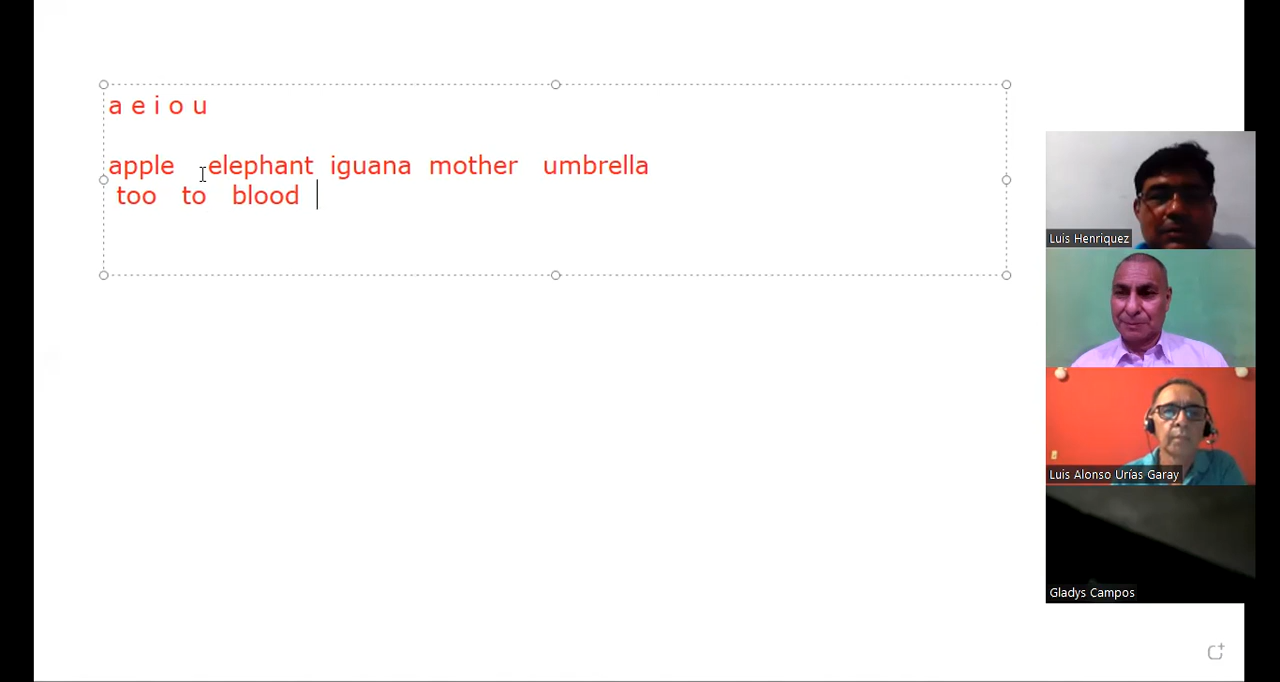 a e i o u
apple elephant iguana mother umbrella
too to blood
Luis Henriquez
Luis Alonso Urías Garay
Gladys Campos